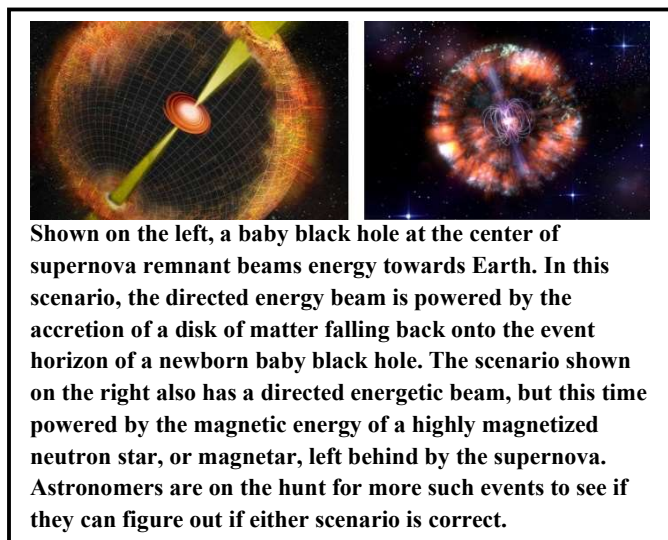 Shown on the left, a baby black hole at the center of
supernova remnant beams energy towards Earth. In this
scenario, the directed energy beam is powered by the
accretion of a disk of matter falling back onto the event
horizon of a newborn baby black hole. The scenario shown
on the right also has a directed energetic beam, but this time
powered by the magnetic energy of a highly magnetized
neutron star, or magnetar, left behind by the supernova.
Astronomers are on the hunt for more such events to see if
they can figure out if either scenario is correct.